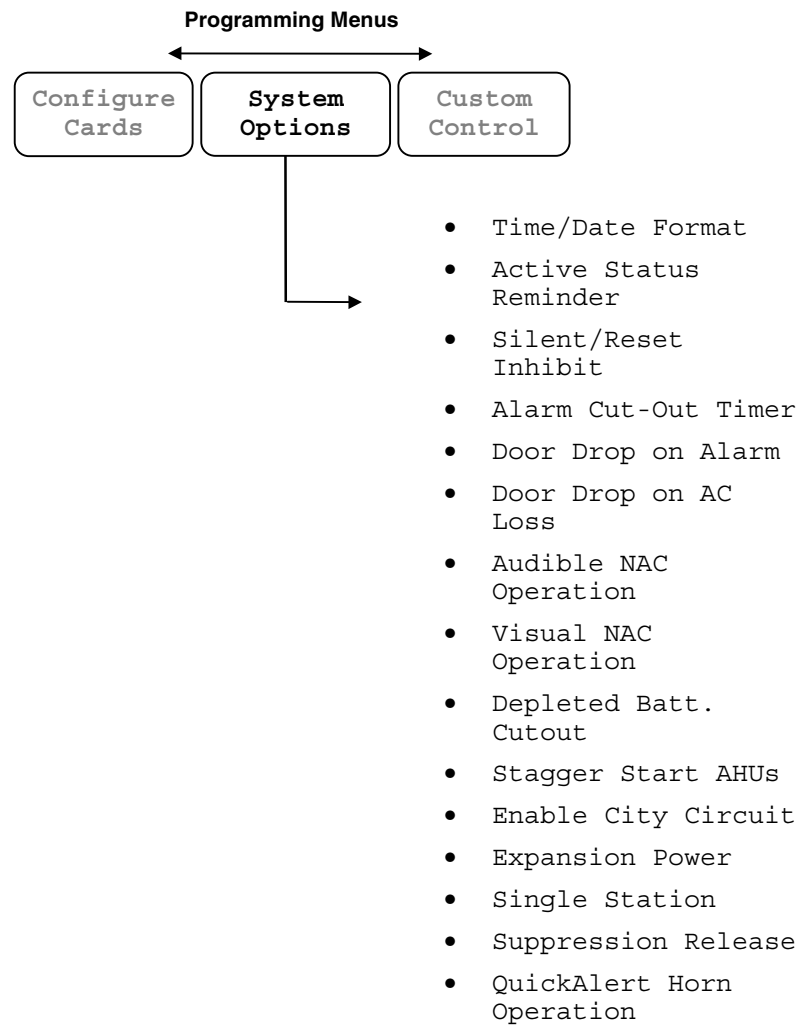 Programming Menus
Configure
Cards
System
Options
Custom
Control
• Time/Date Format
• Active Status
Reminder
• Silent/Reset
Inhibit
• Alarm Cut-Out Timer
• Door Drop on Alarm
• Door Drop on AC
Loss
• Audible NAC
Operation
• Visual NAC
Operation
• Depleted Batt.
Cutout
• Stagger Start AHUs
• Enable City Circuit
• Expansion Power
• Single Station
• Suppression Release
• QuickAlert Horn
Operation